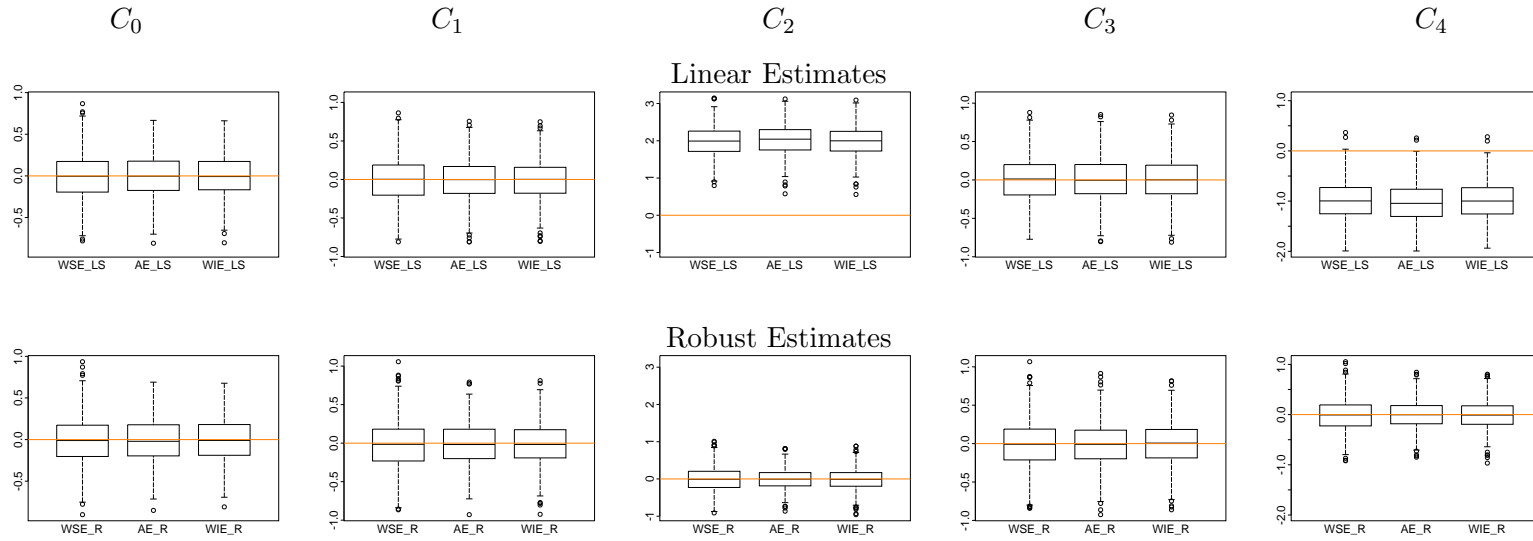 C₀ C₁ C₂ C₃ C₄
Linear Estimates
1.0 0.5 0.0 -0.5
WSE_LS AE_LS WIE_LS
1.0 0.5 0.0 -0.5 -1.0
WSE_LS AE_LS WIE_LS
3 2 1 0 -1
WSE_LS AE_LS WIE_LS
1.0 0.5 0.0 -0.5 -1.0
WSE_LS AE_LS WIE_LS
1.0 0.0 -1.0 -2.0
WSE_LS AE_LS WIE_LS
Robust Estimates
1.0 0.5 0.0 -0.5
WSE_R AE_R WIE_R
1.0 0.5 0.0 -0.5 -1.0
WSE_R AE_R WIE_R
3 2 1 0 -1
WSE_R AE_R WIE_R
1.0 0.5 0.0 -0.5 -1.0
WSE_R AE_R WIE_R
1.0 0.0 -1.0 -2.0
WSE_R AE_R WIE_R